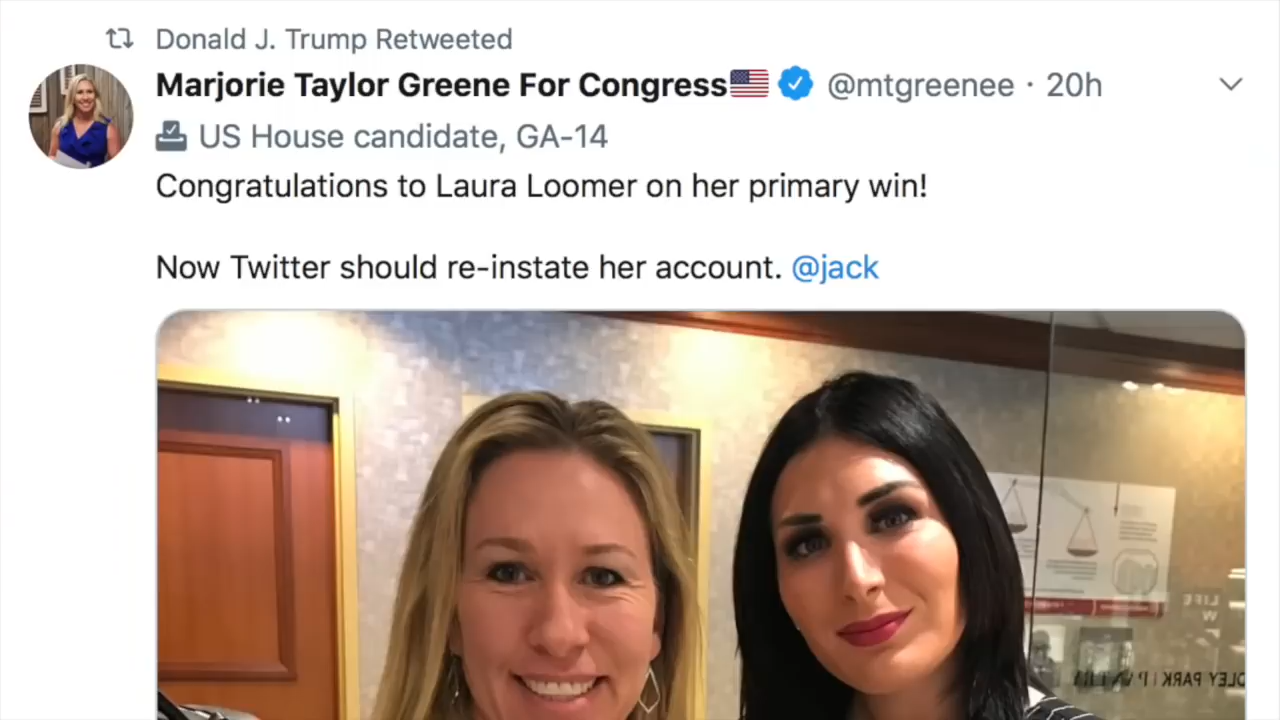 Donald J. Trump Retweeted
Marjorie Taylor Greene For Congress🇺🇸 @mtgreenee · 20h
US House candidate, GA-14
Congratulations to Laura Loomer on her primary win!
Now Twitter should re-instate her account. @jack
LIFE
W